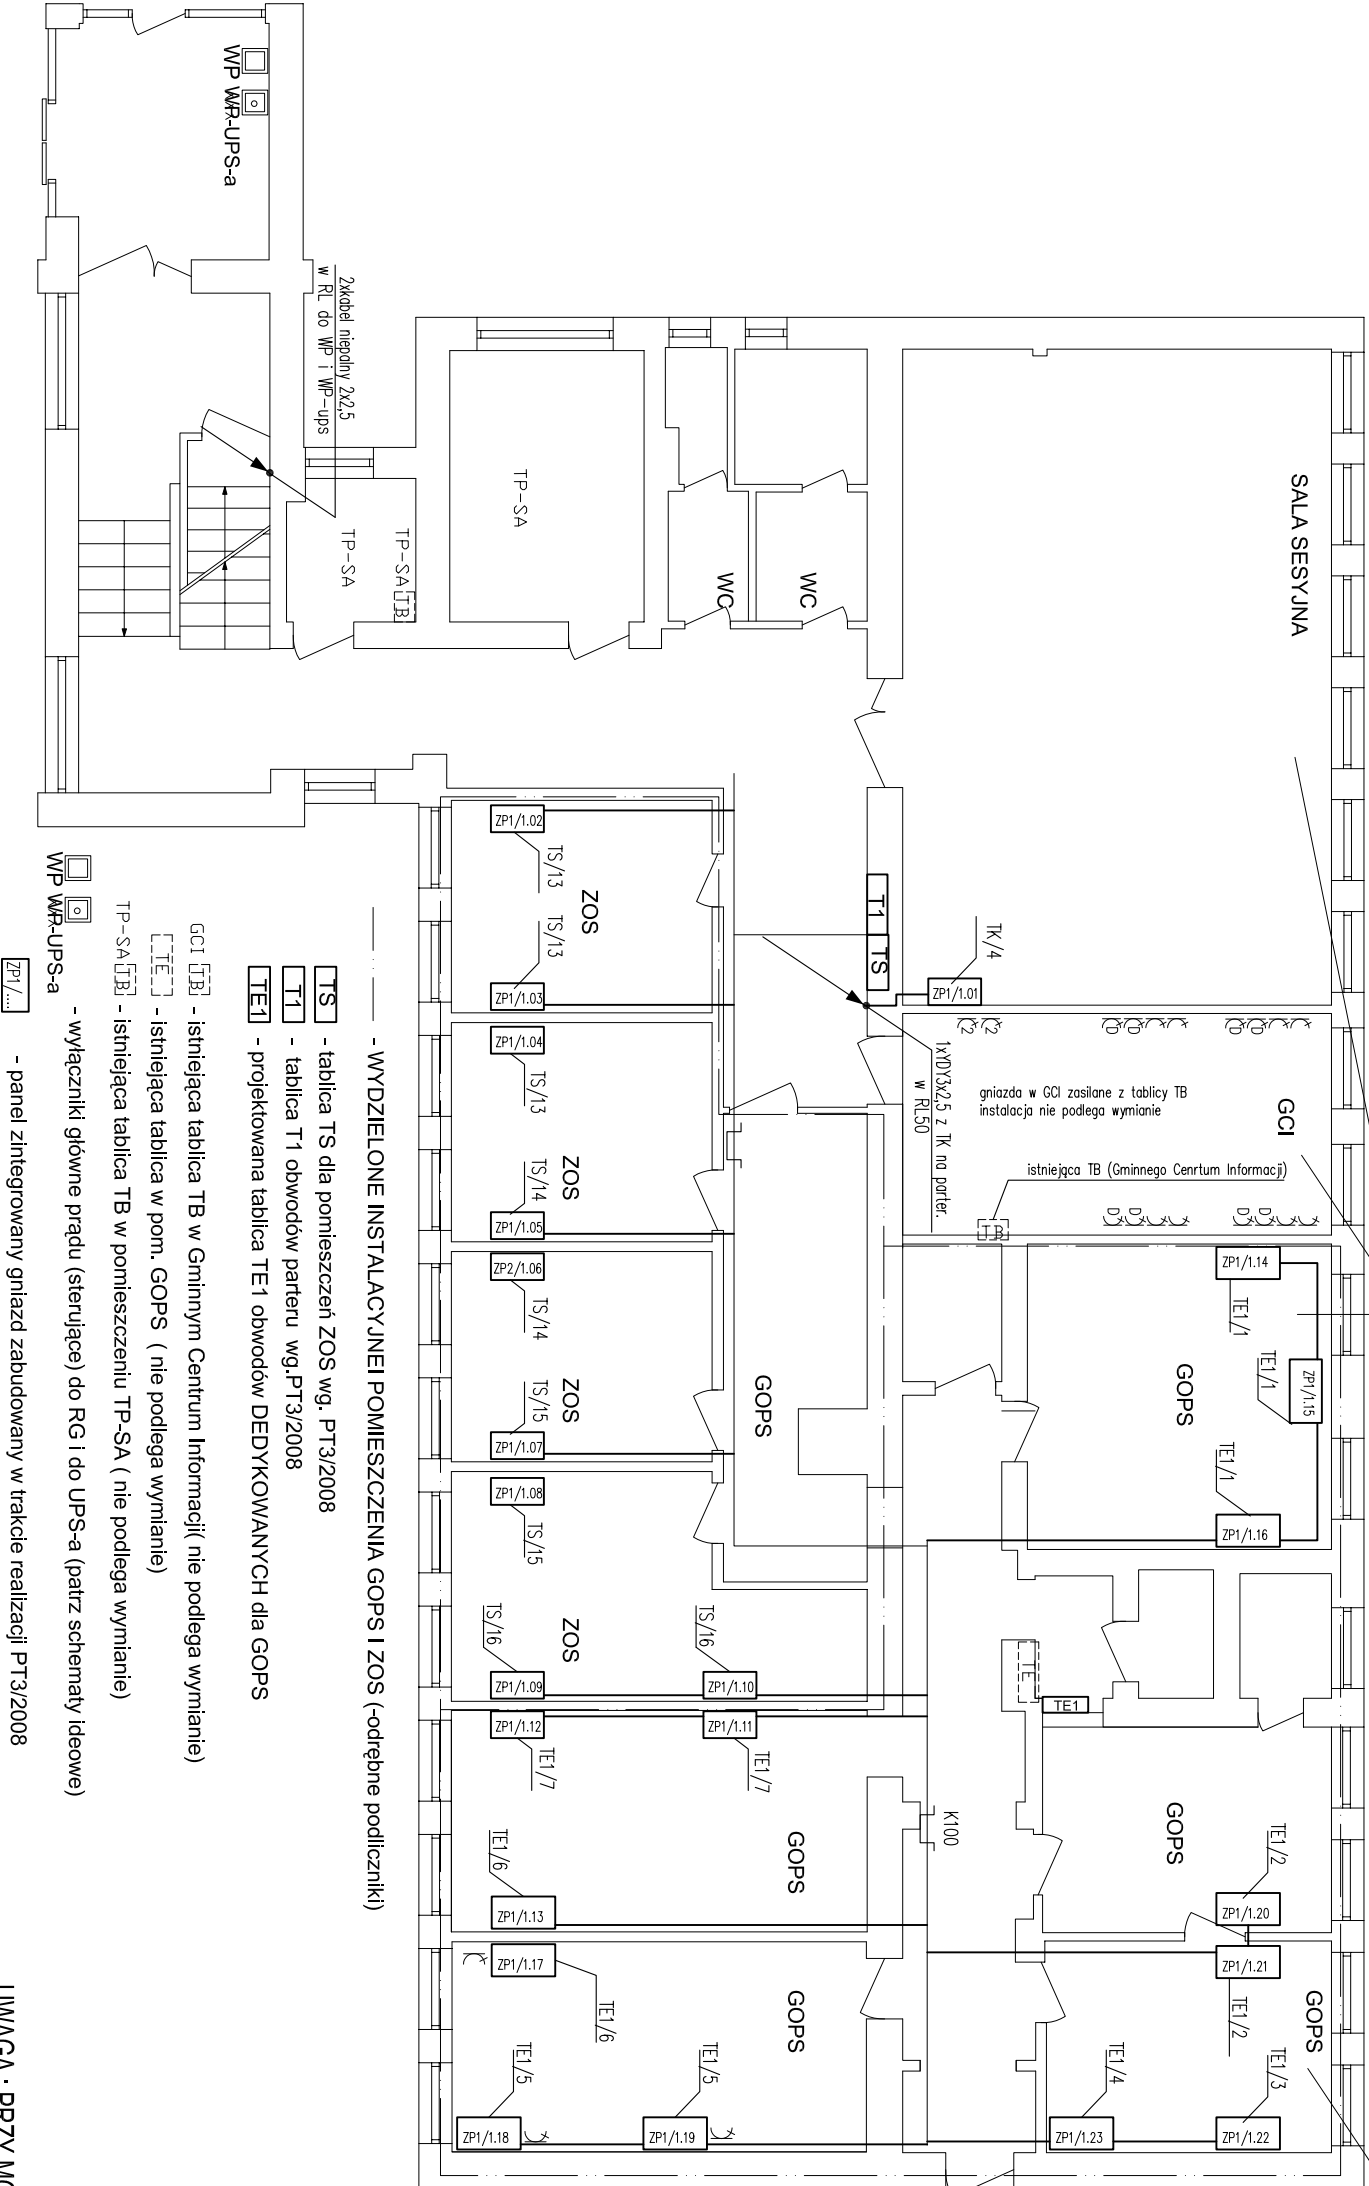 WP WP-UPS-a
2xkabel niepalny 2x2,5
w RL do WP i WP-ups
TP-SA
TP-SA
TP-SA TB
WC
WC
SALA SESYJNA
TK/4
ZP1/1.01
T1 TS
1xYDY3x2,5 z TK na parter.
w RL50
gniazda w GCI zasilane z tablicy TB
instalacja nie podlega wymianie
GCI
istniejąca TB (Gminnego Cenrtum Informacji)
TB
2
2
D
D
D
D
D
D
D
D
ZP1/1.02
TS/13
ZOS
TS/13
ZP1/1.03
ZP1/1.04
TS/13
ZOS
TS/14
ZP1/1.05
ZP2/1.06
TS/14
ZOS
TS/15
ZP1/1.07
ZP1/1.08
TS/15
ZOS
TS/16
ZP1/1.09
TS/16
ZP1/1.10
GOPS
ZP1/1.14
TE1/1
TE1/1
ZP1/1.15
GOPS
TE1/1
ZP1/1.16
TE
TE1
ZP1/1.12
TE1/7
ZP1/1.11
TE1/7
GOPS
K100
TE1/6
ZP1/1.13
GOPS
TE1/2
ZP1/1.20
ZP1/1.21
TE1/2
GOPS
TE1/3
ZP1/1.22
TE1/4
ZP1/1.23
ZP1/1.17
TE1/6
GOPS
TE1/5
ZP1/1.18
TE1/5
ZP1/1.19
- WYDZIELONE INSTALACYJNEI POMIESZCZENIA GOPS I ZOS (-odrębne podliczniki)
TS - tablica TS dla pomieszczeń ZOS wg. PT3/2008
T1 - tablica T1 obwodów parteru wg.PT3/2008
TE1 - projektowana tablica TE1 obwodów DEDYKOWANYCH dla GOPS
GCI TB - istniejąca tablica TB w Gminnym Centrum Informacji( nie podlega wymianie)
TE - istniejąca tablica w pom. GOPS ( nie podlega wymianie)
TP-SA TB - istniejąca tablica TB w pomieszczeniu TP-SA ( nie podlega wymianie)
WP WP-UPS-a - wyłączniki główne prądu (sterujące) do RG i do UPS-a (patrz schematy ideowe)
ZP1/.... - panel zintegrowany gniazd zabudowany w trakcie realizacji PT3/2008
UWAGA : PRZY